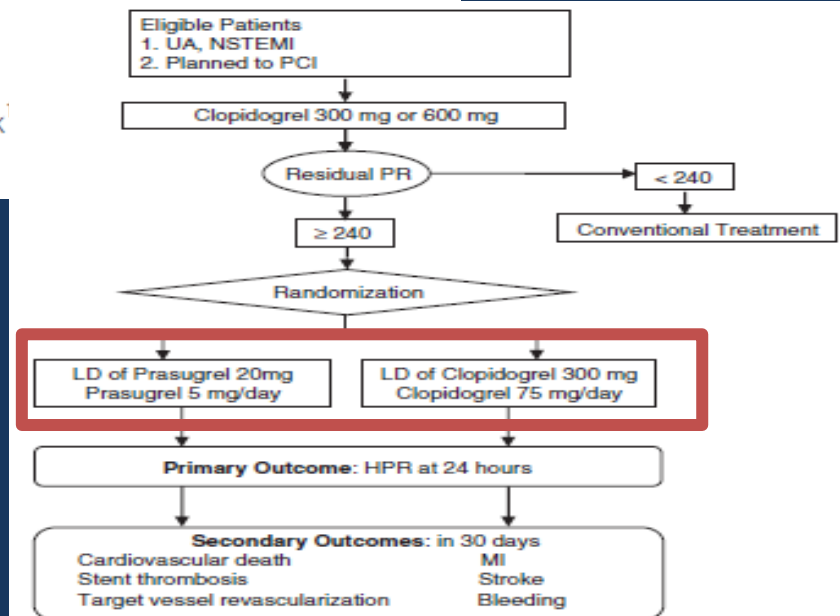 Eligible Patients
1. UA, NSTEMI
2. Planned to PCI
Clopidogrel 300 mg or 600 mg
Residual PR
< 240
≥ 240
Conventional Treatment
Randomization
LD of Prasugrel 20mg
Prasugrel 5 mg/day
LD of Clopidogrel 300 mg
Clopidogrel 75 mg/day
Primary Outcome: HPR at 24 hours
Secondary Outcomes: in 30 days
Cardiovascular death MI
Stent thrombosis Stroke
Target vessel revascularization Bleeding